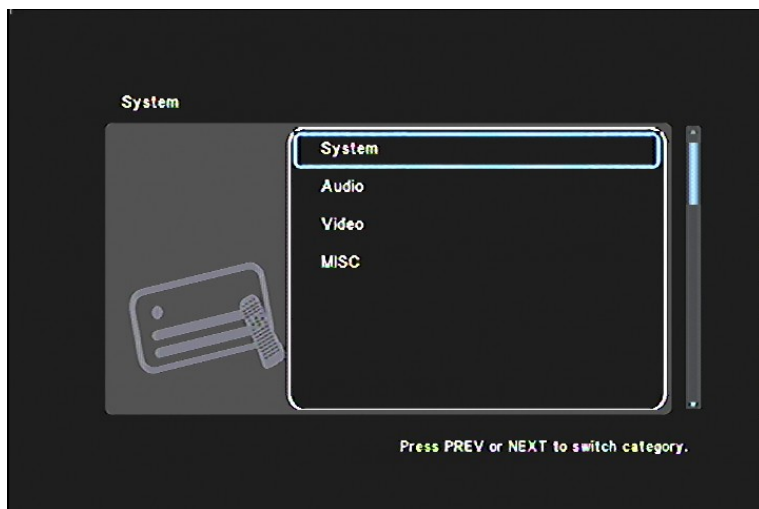 System
System
Audio
Video
MISC
Press PREV or NEXT to switch category.